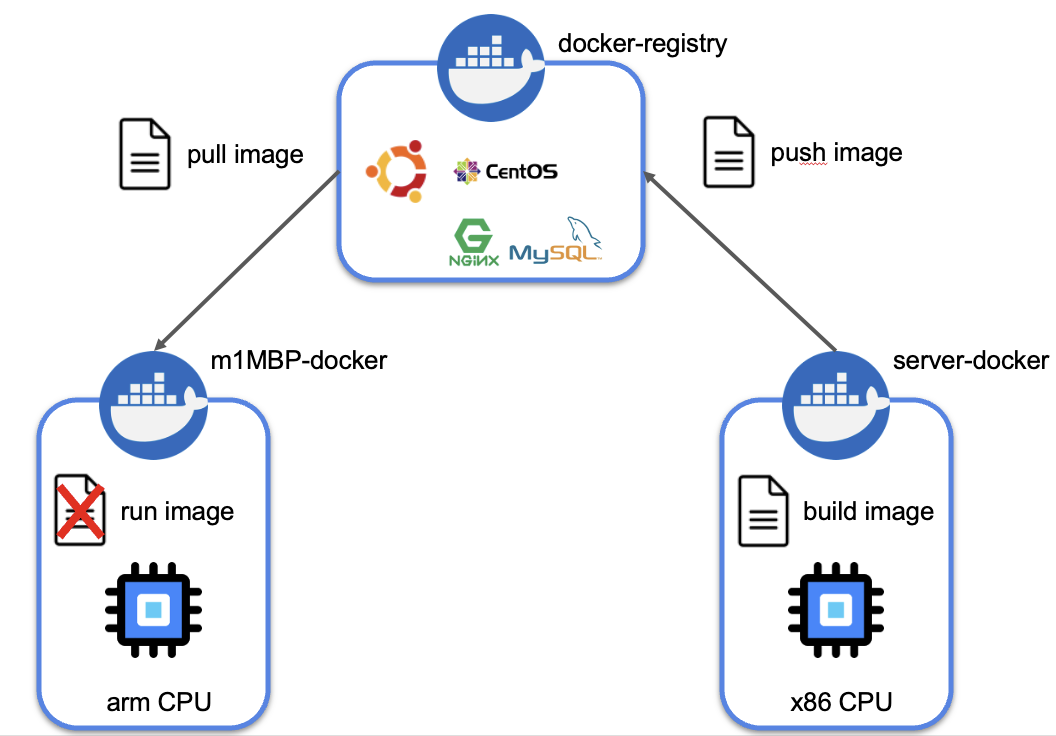 docker-registry
pull image
push image
CentOS
NGiNX
MySQL
m1MBP-docker
server-docker
run image
build image
arm CPU
x86 CPU